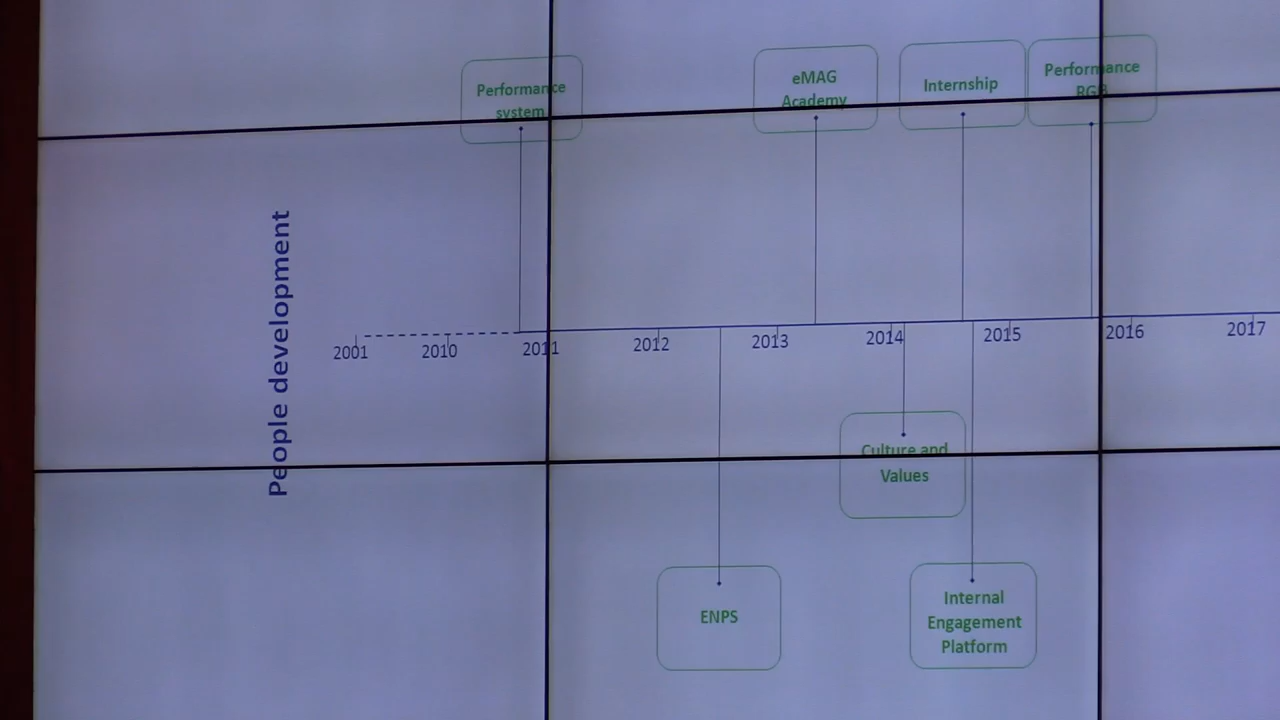 Performance
system
eMAG
Academy
Internship
Performance
RGB
People development
2001
2010
2011
2012
2013
2014
2015
2016
2017
Culture and
Values
ENPS
Internal
Engagement
Platform